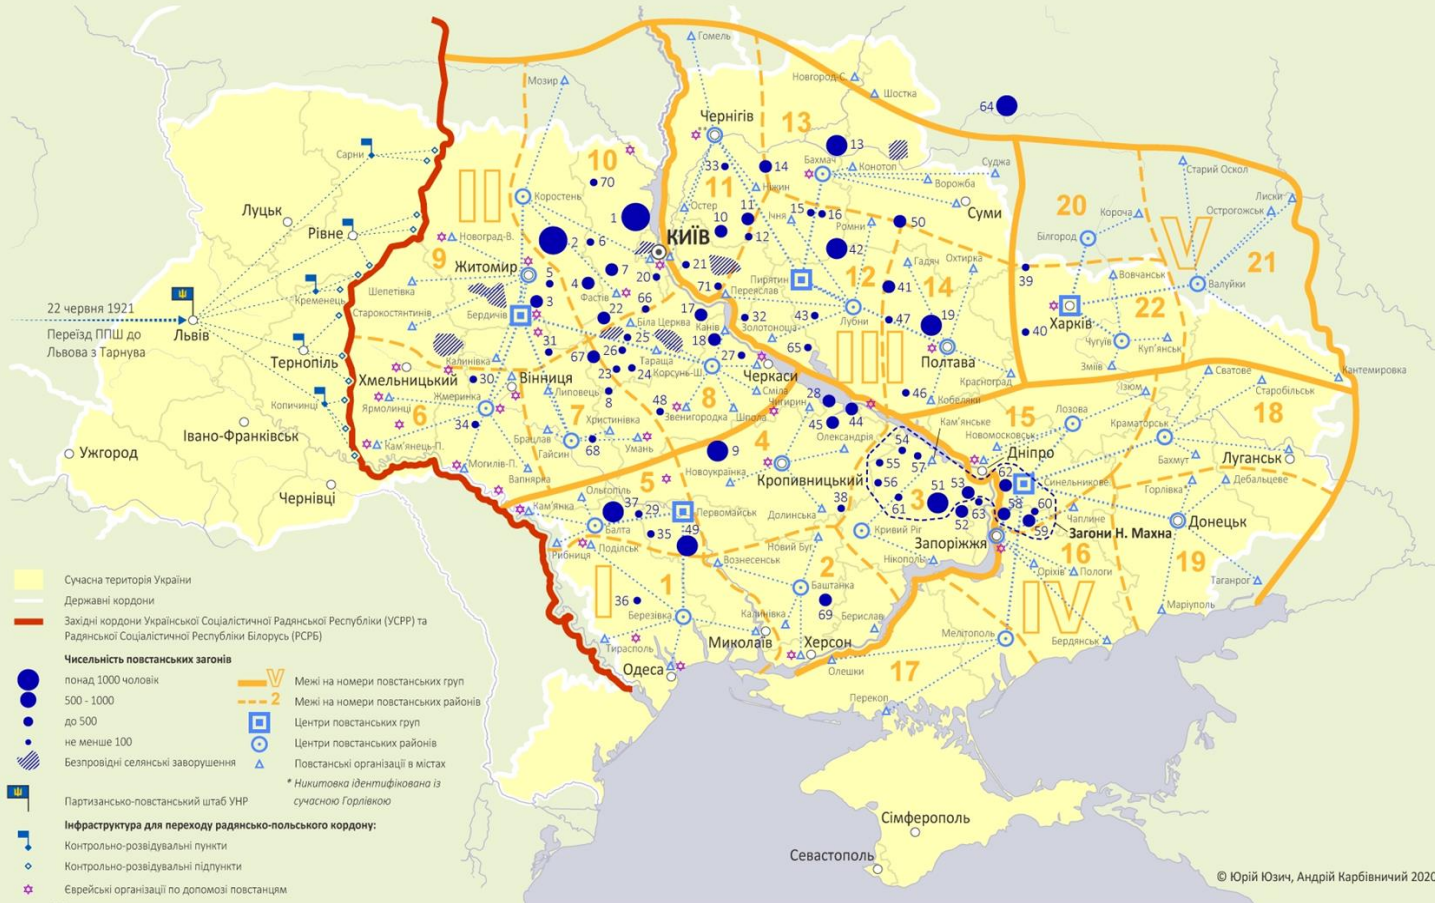 Гомель
Мозир
Новгород-С.
Шостка
64
Чернігів
13
13
Сарни
10
33
14
Бахмач
Конотоп
Суджа
Старий Оскол
70
11
Ніжин
Ворожба
Лиски
II
Коростень
Остер
20
Острогожськ
Луцьк
1
11
15
16
Ічня
Суми
Короча
V
10
50
Рівне
Новоград-В.
2
6
КИЇВ
12
Ромни
Білгород
9
42
Житомир
7
21
Гадяч
Охтирка
21
5
20
Пирятин
12
39
Вовчанськ
Шепетівка
4
71
Переяслав
41
14
22
Валуйки
Кременець
Фастів
22 червня 1921
Старокостянтинів
Бердичів
3
66
17
32
43
Лубни
47
19
Харків
Переїзд ППШ до
Львова з Тарнува
Львів
22
Біла Церква
Канів
Золотоноша
40
Чугуїв
Куп'янськ
31
25
18
65
III
Полтава
Тернопіль
Калинівка
67
26
Тараща
27
Зміїв
Кантемировка
Хмельницький
30
Вінниця
23
24
Корсунь-Ш.
Черкаси
Красноград
Сватове
Старобільськ
Копичинці
Ярмолинці
Жмеринка
Липовець
8
8
Сміла
Чигирин
28
46
Кобеляки
Ізюм
6
34
7
Христинівка
48
Звенигородка
Шпола
45
44
15
Лозова
18
Івано-Франківськ
Брацлав
4
Олександрія
Кам'янське
Новомосковськ
Краматорськ
Кам'янець-П.
Гайсин
68
Умань
9
54
Дніпро
Бахмут
Луганськ
Ужгород
Могилів-П.
Новоукраїнка
55
57
62
Вапнярка
Кропивницький
56
51
53
Синельникове
Горлівка
Дебальцеве
Чернівці
5
Ольгопіль
38
61
3
58
60
Кам'янка
37
29
Первомайськ
Долинська
52
63
59
Чаплине
Донецьк
Балта
35
49
Кривий Ріг
Запоріжжя
Загони Н. Махна
Рибниця
Подільськ
Новий Буг
Нікополь
16
19
Вознесенськ
2
Оріхів
Пологи
I
1
Баштанка
Таганрог
36
Березівка
Калинівка
69
Берислав
IV
Маріуполь
Миколаїв
Херсон
Мелітополь
Бердянськ
Тирасполь
Одеса
Олешки
17
Перекоп
Сімферополь
Севастополь
Сучасна територія України
Державні кордони
Західні кордони Української Соціалістичної Радянської Республіки (УСРР) та
Радянської Соціалістичної Республіки Білорусь (РСРБ)
Чисельність повстанських загонів
понад 1000 чоловік
500 - 1000
до 500
не менше 100
Безпровідні селянські заворушення
V
Межі на номери повстанських груп
2
Межі на номери повстанських районів
Центри повстанських груп
Центри повстанських районів
Повстанські організації в містах
* Никитовка ідентифікована із
сучасною Горлівкою
Партизансько-повстанський штаб УНР
Інфраструктура для переходу радянсько-польського кордону:
Контрольно-розвідувальні пункти
Контрольно-розвідувальні підпункти
Єврейські організації по допомозі повстанцям
© Юрій Юзич, Андрій Карбівничий 2020